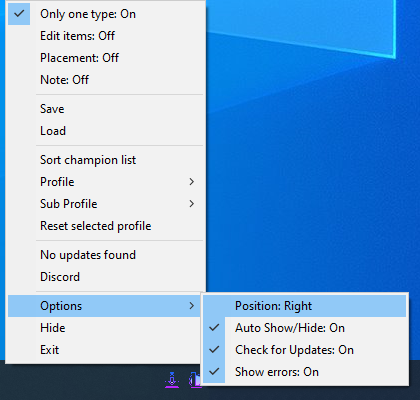 Only one type: On
Edit items: Off
Placement: Off
Note: Off
Save
Load
Sort champion list
Profile
Sub Profile
Reset selected profile
No updates found
Discord
Options
Hide
Exit
Position: Right
Auto Show/Hide: On
Check for Updates: On
Show errors: On